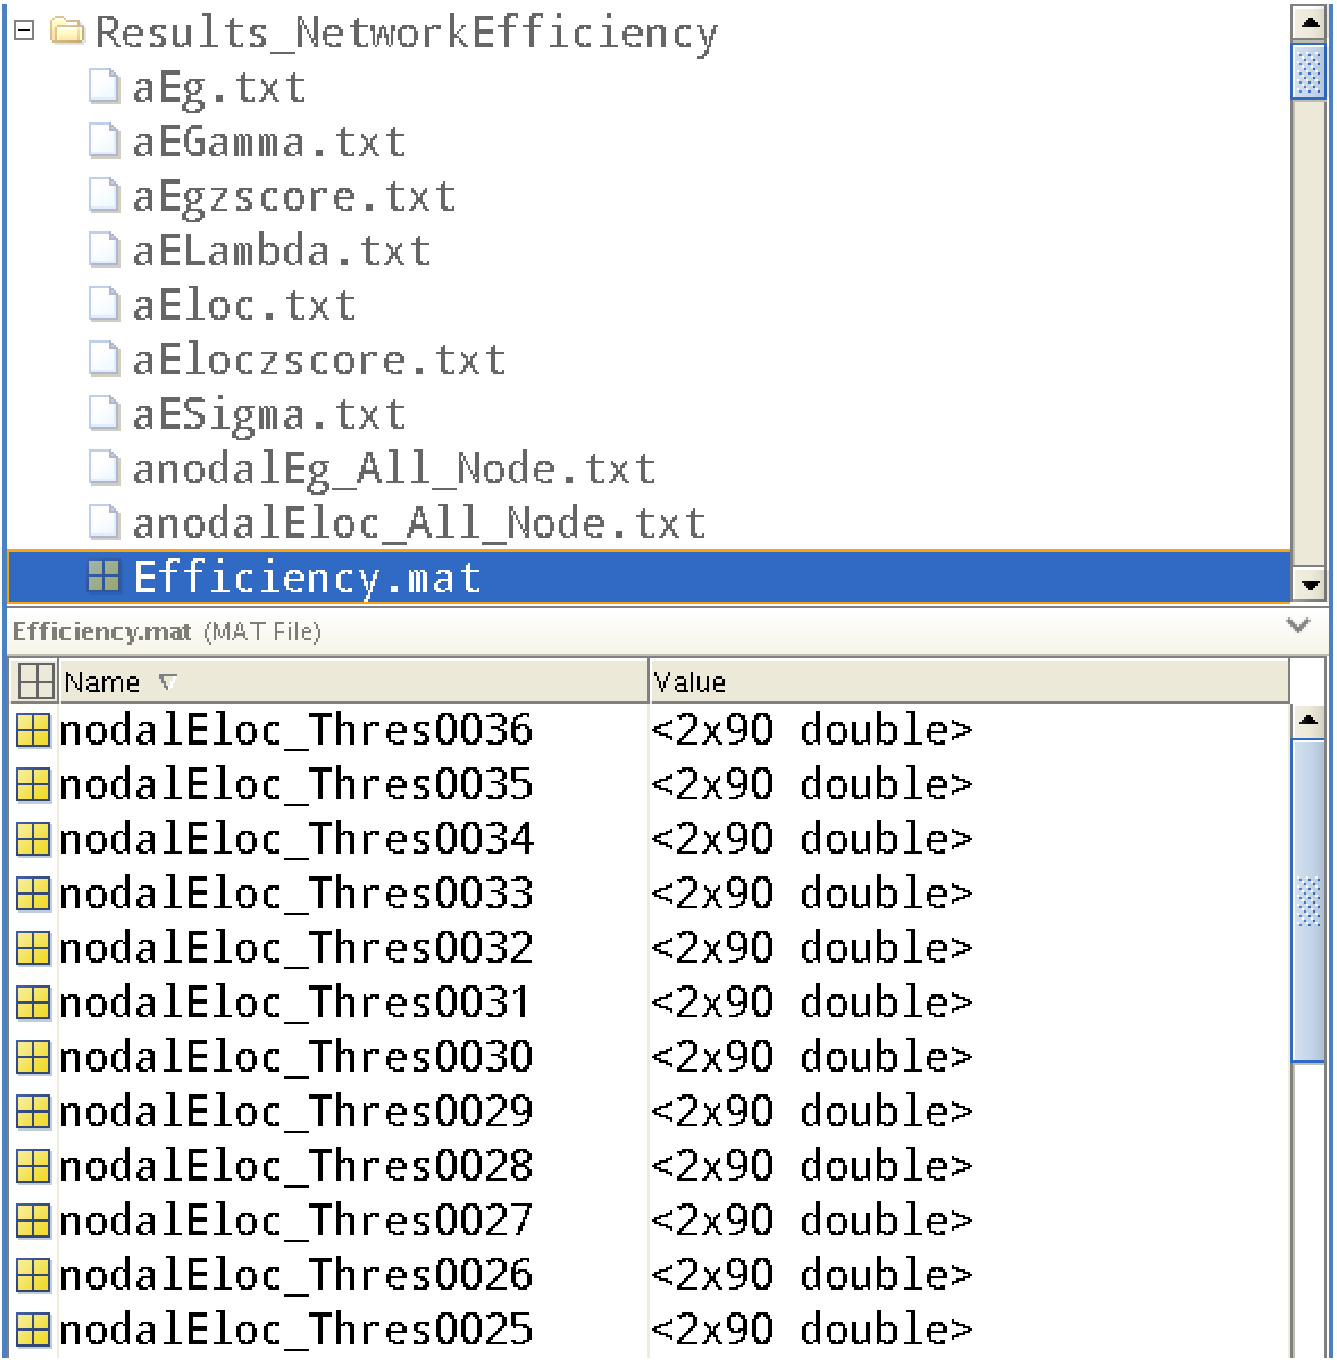 Results_NetworkEfficiency
aEg.txt
aEGamma.txt
aEgzscore.txt
aELambda.txt
aEloc.txt
aEloczscore.txt
aESigma.txt
anodalEg_All_Node.txt
anodalEloc_All_Node.txt
Efficiency.mat
Efficiency.mat (MAT File)
Name Value
nodalEloc_Thres0036 <2x90 double>
nodalEloc_Thres0035 <2x90 double>
nodalEloc_Thres0034 <2x90 double>
nodalEloc_Thres0033 <2x90 double>
nodalEloc_Thres0032 <2x90 double>
nodalEloc_Thres0031 <2x90 double>
nodalEloc_Thres0030 <2x90 double>
nodalEloc_Thres0029 <2x90 double>
nodalEloc_Thres0028 <2x90 double>
nodalEloc_Thres0027 <2x90 double>
nodalEloc_Thres0026 <2x90 double>
nodalEloc_Thres0025 <2x90 double>